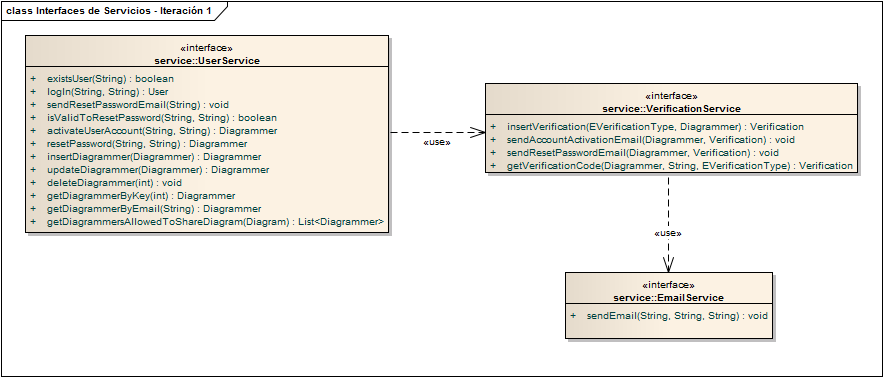 class Interfaces de Servicios - Iteración 1
«interface»
service::UserService
+ existsUser(String) : boolean
+ logIn(String, String) : User
+ sendResetPasswordEmail(String) : void
+ isValidToResetPassword(String, String) : boolean
+ activateUserAccount(String, String) : Diagrammer
+ resetPassword(String, String) : Diagrammer
+ insertDiagrammer(Diagrammer) : Diagrammer
+ updateDiagrammer(Diagrammer) : Diagrammer
+ deleteDiagrammer(int) : void
+ getDiagrammerByKey(int) : Diagrammer
+ getDiagrammerByEmail(String) : Diagrammer
+ getDiagrammersAllowedToShareDiagram(Diagram) : List<Diagrammer>
«use»
«interface»
service::VerificationService
+ insertVerification(EVerificationType, Diagrammer) : Verification
+ sendAccountActivationEmail(Diagrammer, Verification) : void
+ sendResetPasswordEmail(Diagrammer, Verification) : void
+ getVerificationCode(Diagrammer, String, EVerificationType) : Verification
«use»
«interface»
service::EmailService
+ sendEmail(String, String, String) : void